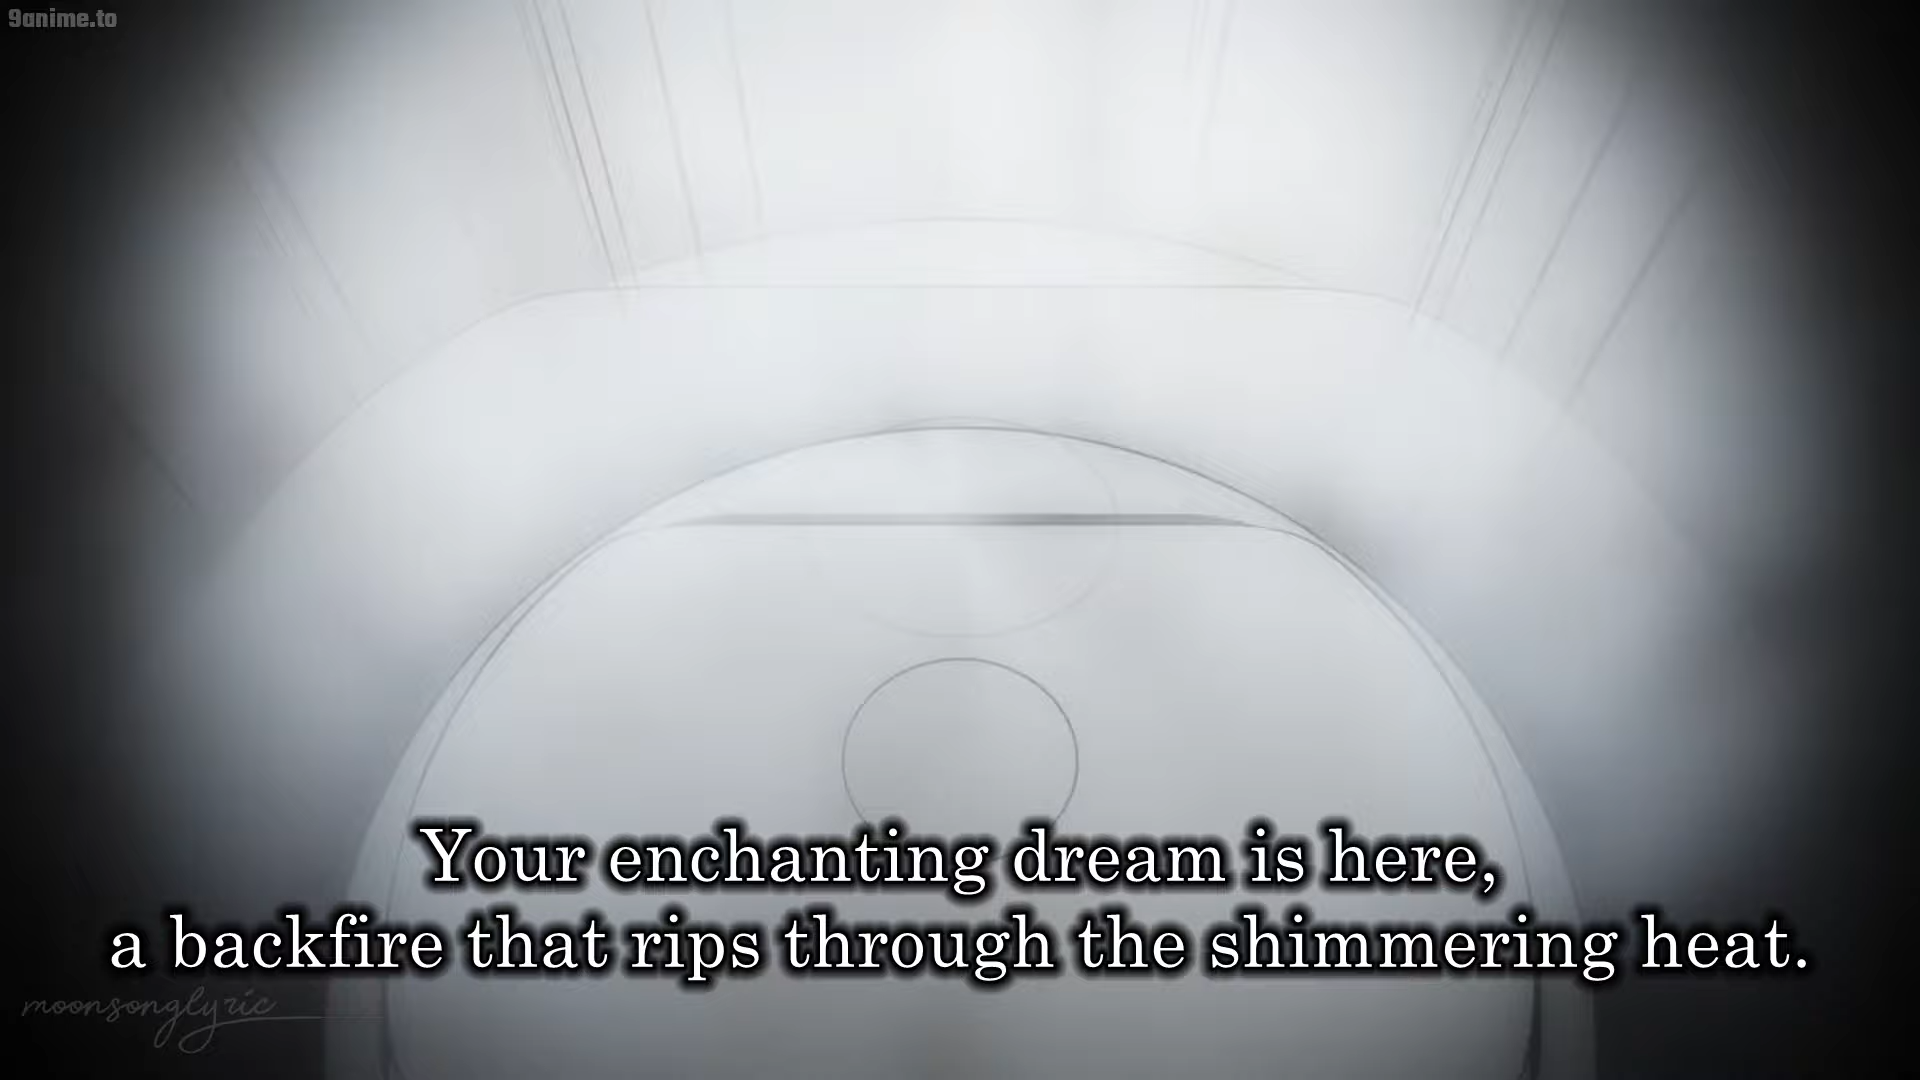 9anime.to
Your enchanting dream is here,
a backfire that rips through the shimmering heat.
moonsonglyric